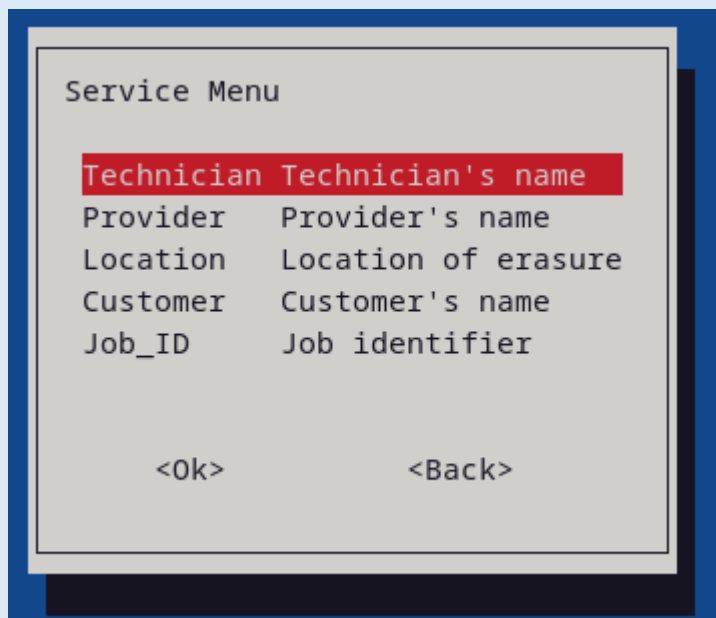 Service Menu
Technician Technician's name
Provider Provider's name
Location Location of erasure
Customer Customer's name
Job_ID Job identifier
<Ok> <Back>